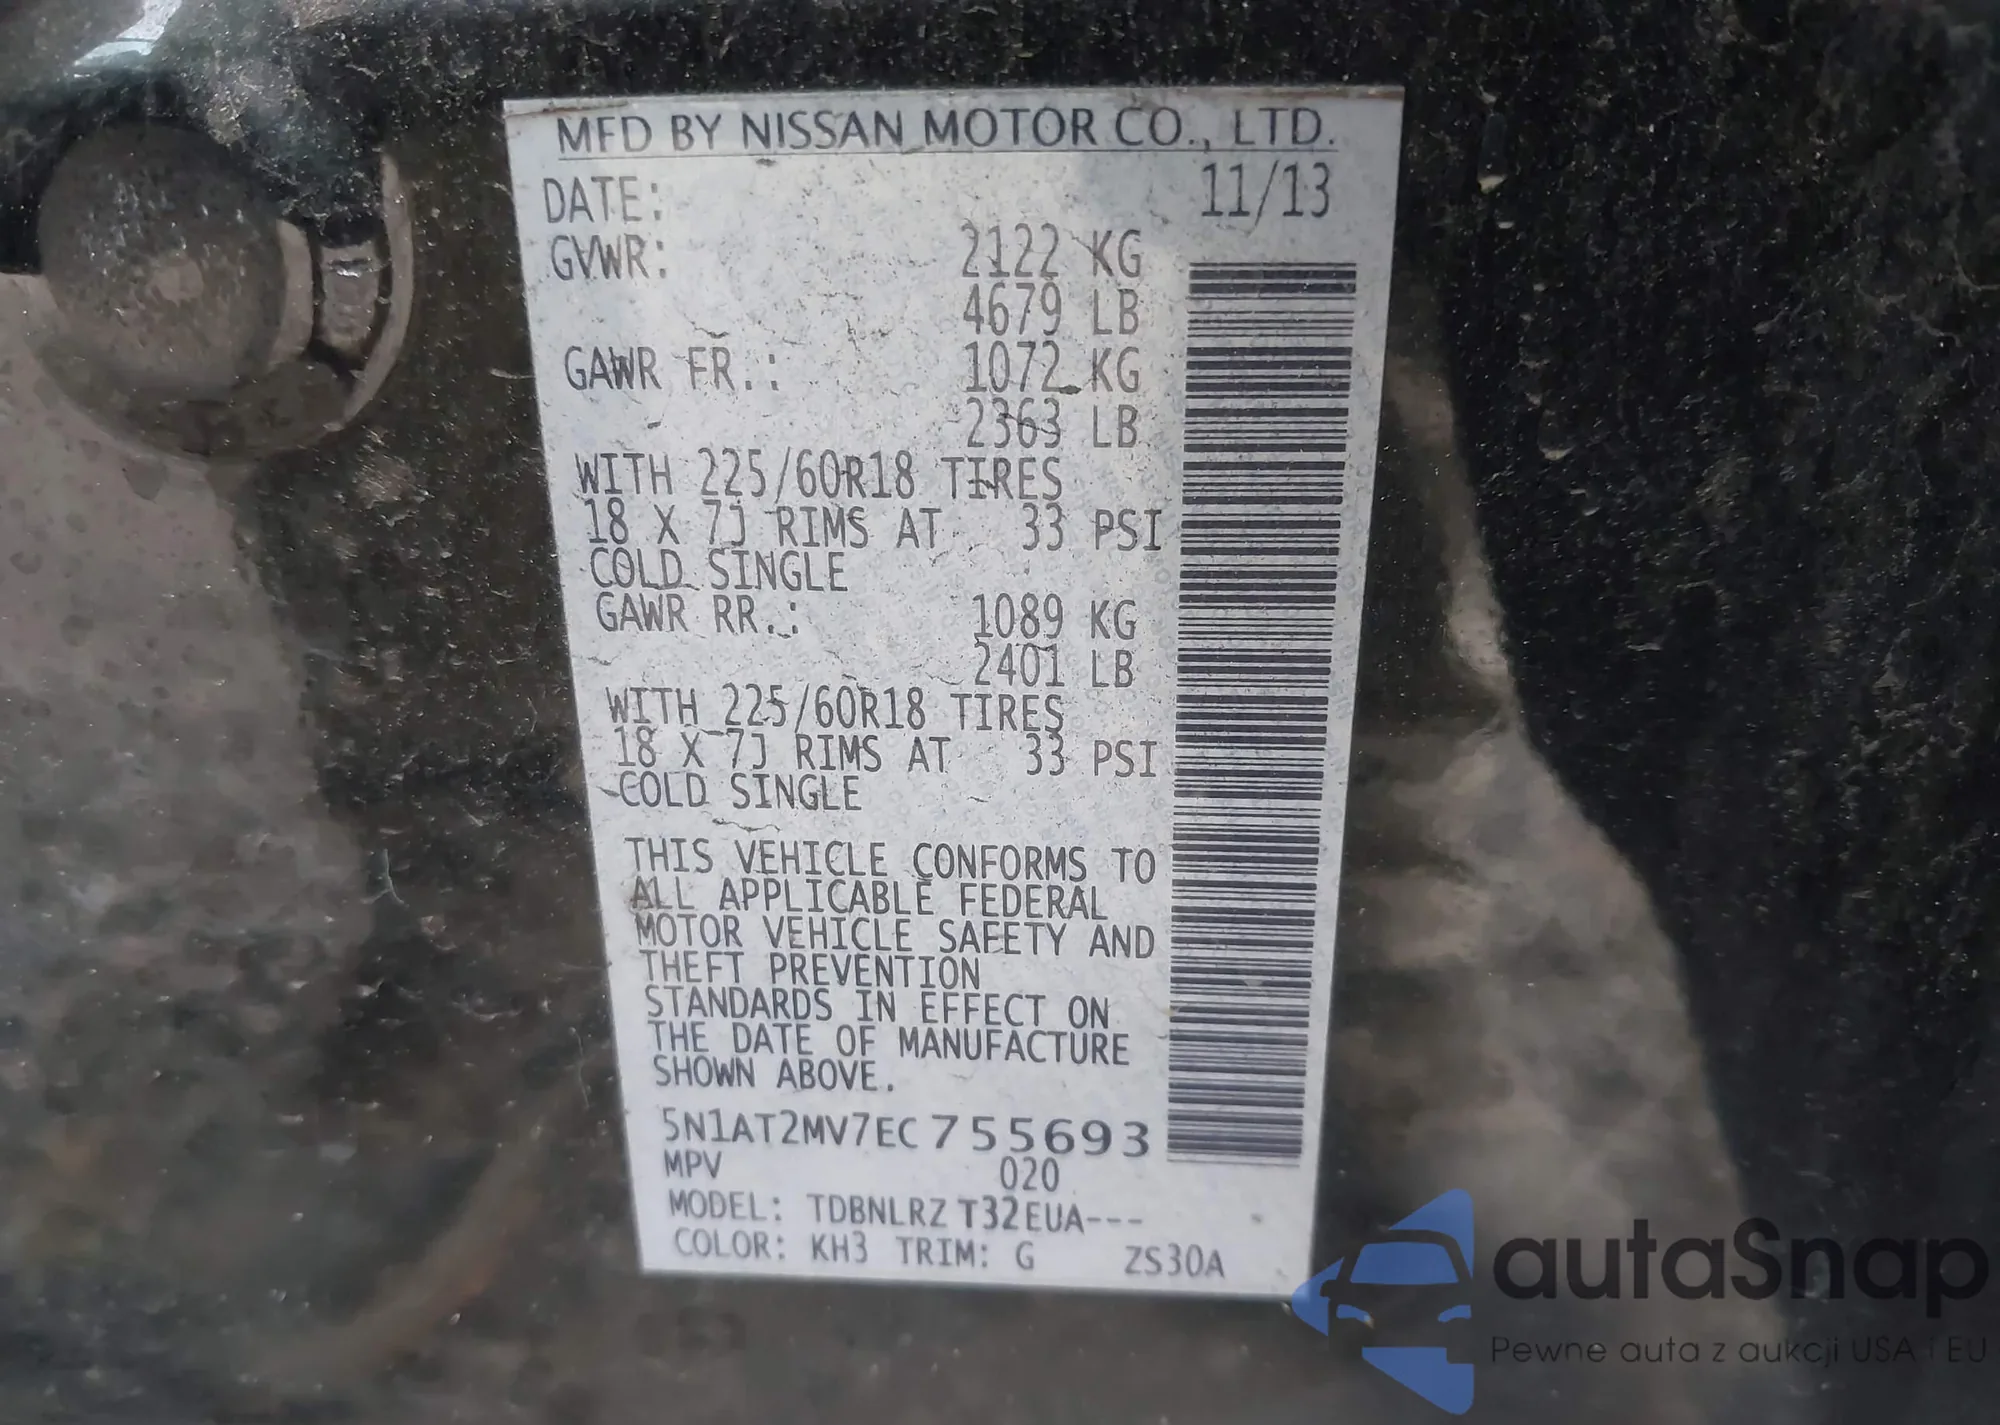 MFD BY NISSAN MOTOR CO., LTD.
DATE: 11/13
GVWR: 2122 KG
4679 LB
GAWR FR.: 1072 KG
2363 LB
WITH 225/60R18 TIRES
18 X 7J RIMS AT 33 PSI
COLD SINGLE
GAWR RR.: 1089 KG
2401 LB
WITH 225/60R18 TIRES
18 X 7J RIMS AT 33 PSI
COLD SINGLE
THIS VEHICLE CONFORMS TO
ALL APPLICABLE FEDERAL
MOTOR VEHICLE SAFETY AND
THEFT PREVENTION
STANDARDS IN EFFECT ON
THE DATE OF MANUFACTURE
SHOWN ABOVE.
5N1AT2MV7EC755693
MPV 020
MODEL: TDBNLRZ T32EUA---
COLOR: KH3 TRIM: G ZS30A
autaSnap
Pewne auta z aukcji USA i EU